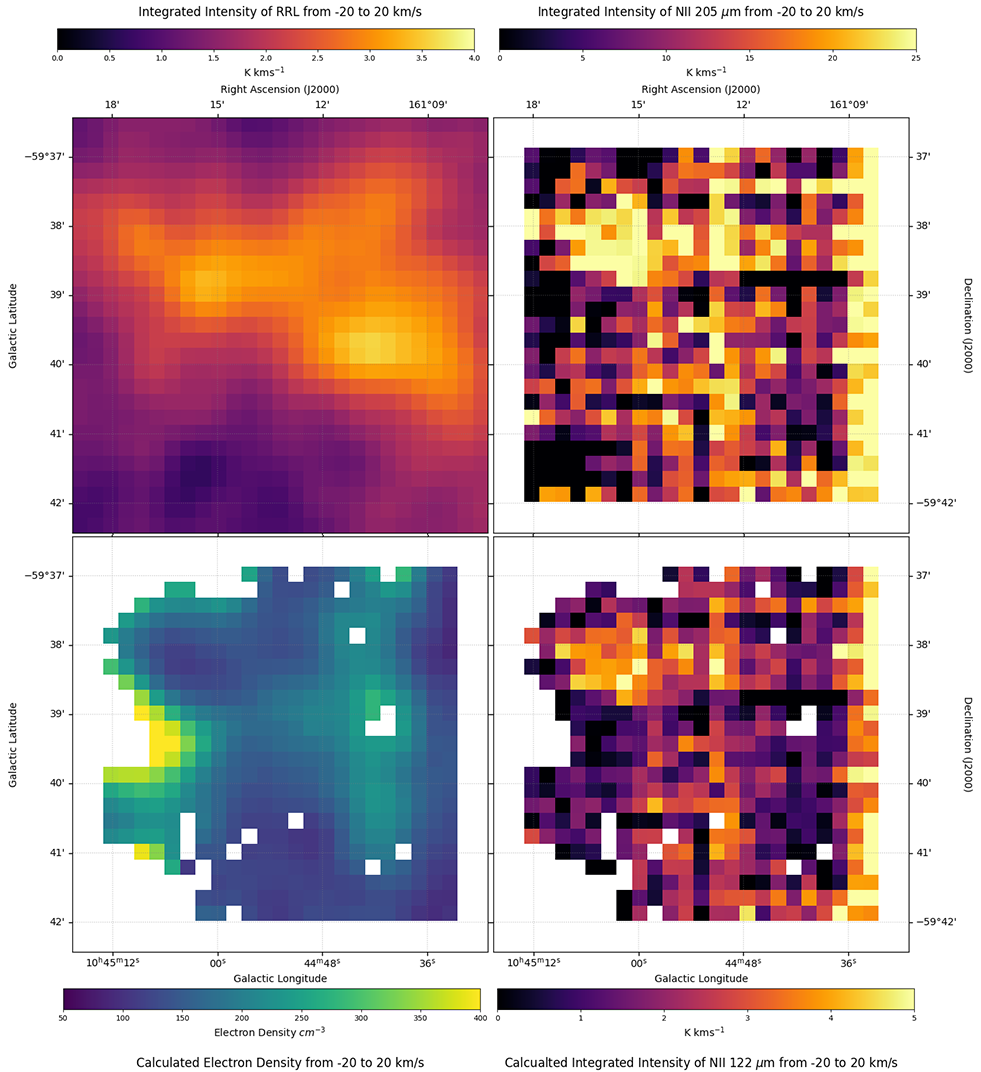 Integrated Intensity of RRL from -20 to 20 km/s
Integrated Intensity of NII 205 μm from -20 to 20 km/s
0.0 0.5 1.0 1.5 2.0 2.5 3.0 3.5 4.0
0 5 10 15 20 25
K kms⁻¹
K kms⁻¹
Right Ascension (J2000)
Right Ascension (J2000)
18' 15' 12' 161°09'
18' 15' 12' 161°09'
−59°37'
38'
39'
40'
41'
42'
Galactic Latitude
37'
38'
39'
40'
41'
−59°42'
Declination (J2000)
−59°37'
38'
39'
40'
41'
42'
Galactic Latitude
37'
38'
39'
40'
41'
−59°42'
Declination (J2000)
10ʰ45ᵐ12ˢ 00ˢ 44ᵐ48ˢ 36ˢ
10ʰ45ᵐ12ˢ 00ˢ 44ᵐ48ˢ 36ˢ
Galactic Longitude
Galactic Longitude
50 100 150 200 250 300 350 400
0 1 2 3 4 5
Electron Density cm⁻³
K kms⁻¹
Calculated Electron Density from -20 to 20 km/s
Calcualted Integrated Intensity of NII 122 μm from -20 to 20 km/s